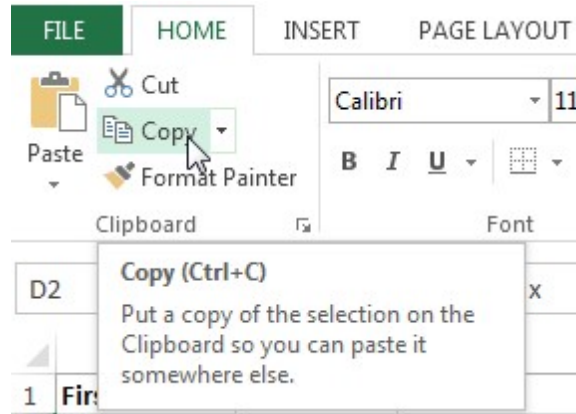 FILE HOME INSERT PAGE LAYOUT
Cut
Calibri 11
Copy
Paste
B I U
Format Painter
Clipboard Font
Copy (Ctrl+C)
D2
x
Put a copy of the selection on the
Clipboard so you can paste it
somewhere else.
1